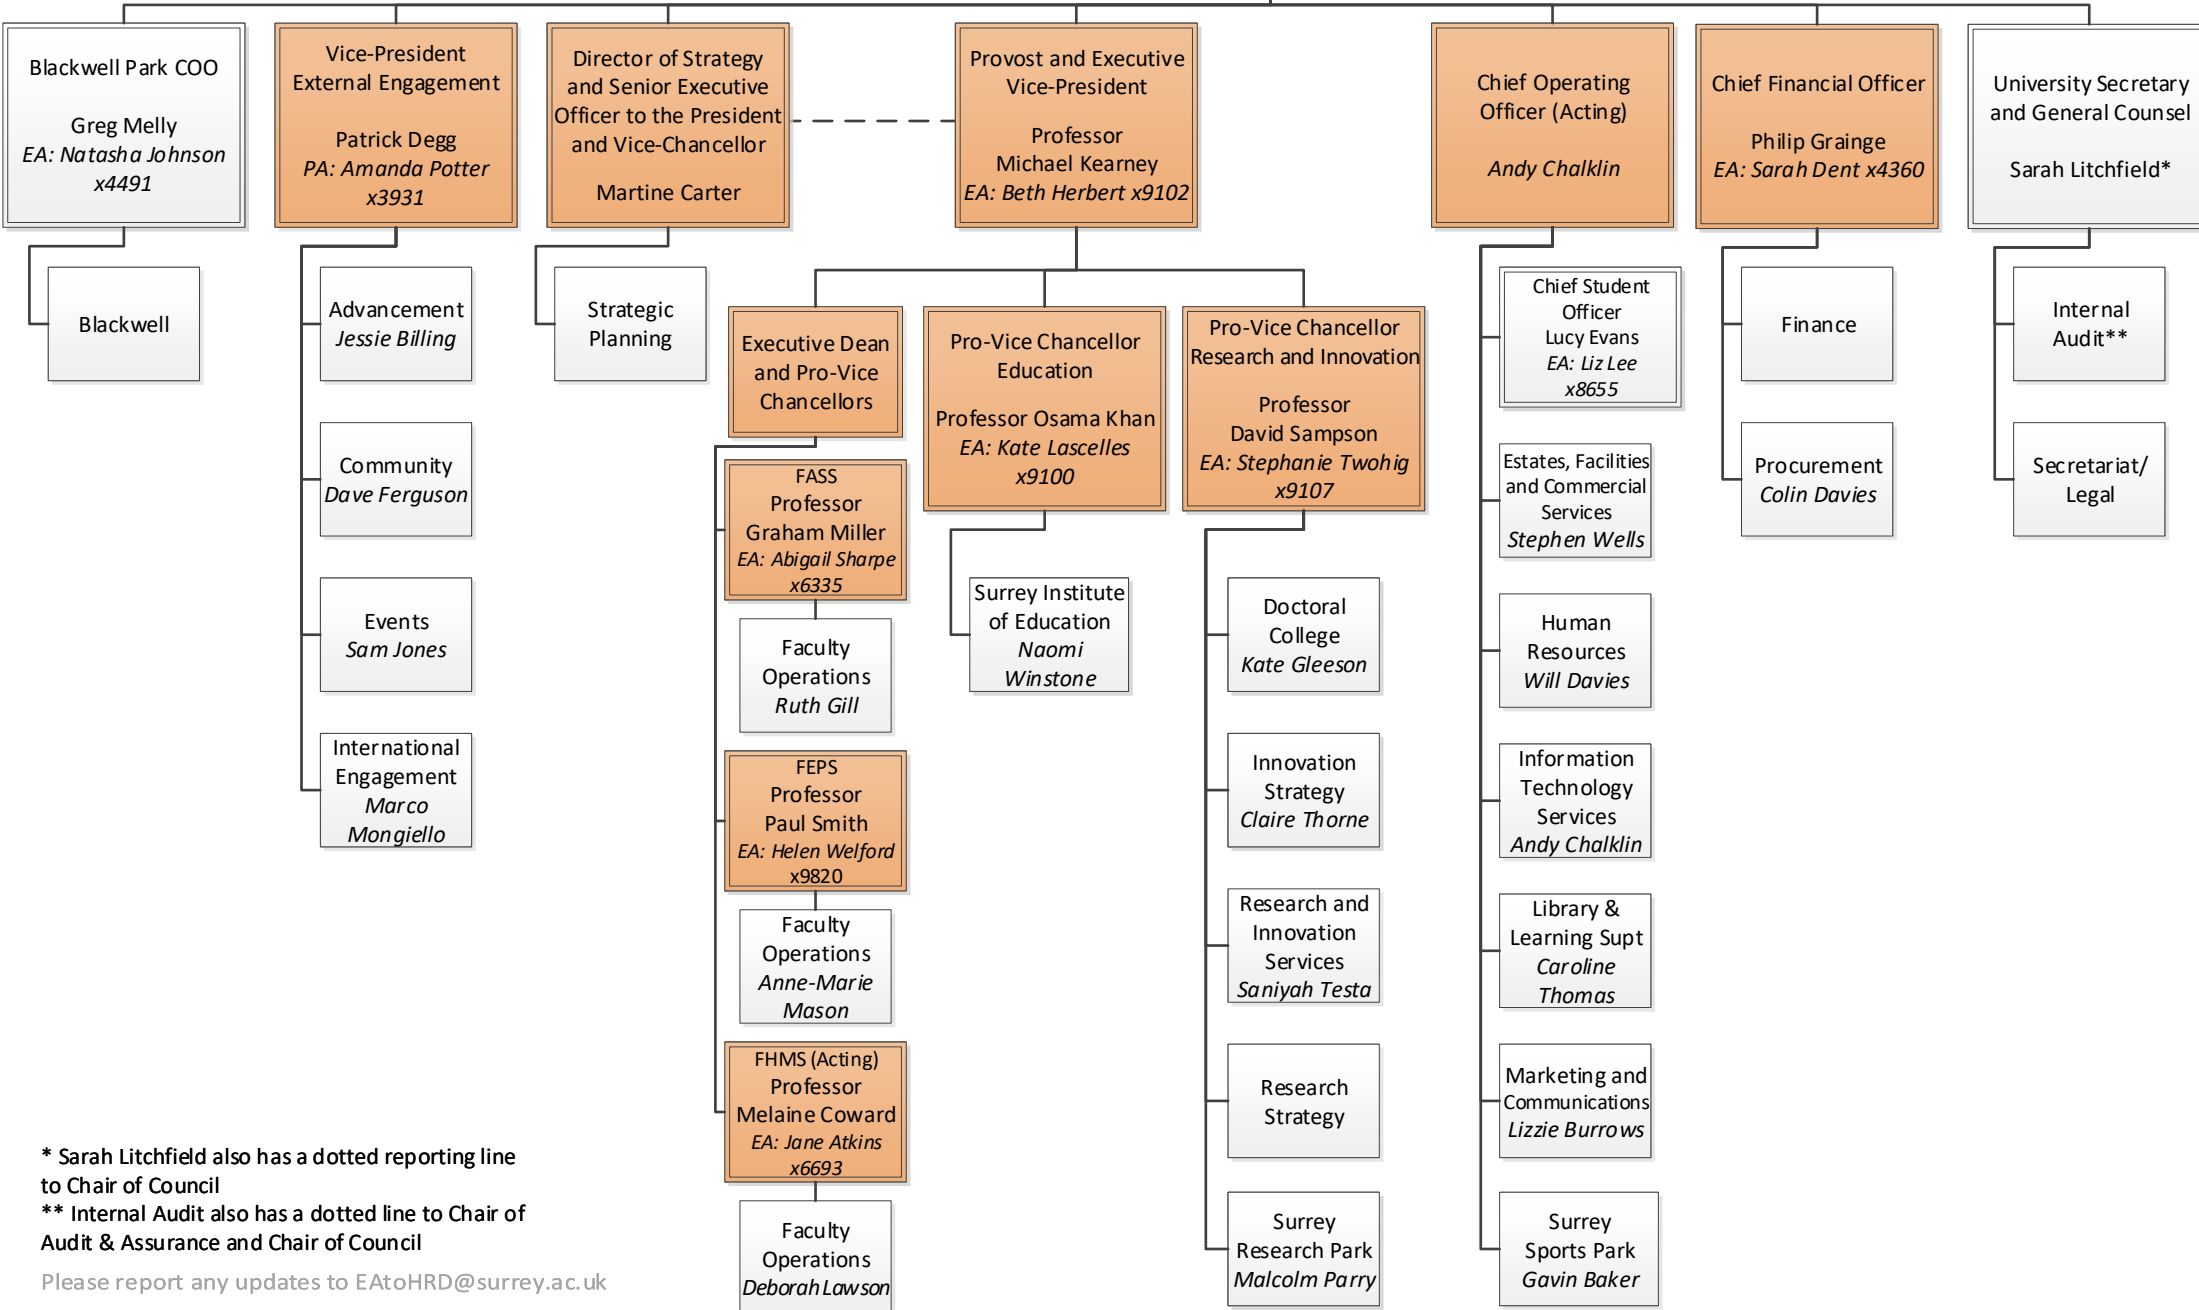 Blackwell Park COO
Greg Melly
EA: Natasha Johnson
x4491
Vice-President
External Engagement
Patrick Degg
PA: Amanda Potter
x3931
Director of Strategy
and Senior Executive
Officer to the President
and Vice-Chancellor
Martine Carter
Provost and Executive
Vice-President
Professor
Michael Kearney
EA: Beth Herbert x9102
Chief Operating
Officer (Acting)
Andy Chalklin
Chief Financial Officer
Philip Grainge
EA: Sarah Dent x4360
University Secretary
and General Counsel
Sarah Litchfield*
Blackwell
Advancement
Jessie Billing
Community
Dave Ferguson
Events
Sam Jones
International
Engagement
Marco
Mongiello
Strategic
Planning
Executive Dean
and Pro-Vice
Chancellors
FASS
Professor
Graham Miller
EA: Abigail Sharpe
x6335
Faculty
Operations
Ruth Gill
FEPS
Professor
Paul Smith
EA: Helen Welford
x9820
Faculty
Operations
Anne-Marie
Mason
FHMS (Acting)
Professor
Melaine Coward
EA: Jane Atkins
x6693
Faculty
Operations
Deborah Lawson
Pro-Vice Chancellor
Education
Professor Osama Khan
EA: Kate Lascelles
x9100
Surrey Institute
of Education
Naomi
Winstone
Pro-Vice Chancellor
Research and Innovation
Professor
David Sampson
EA: Stephanie Twohig
x9107
Doctoral
College
Kate Gleeson
Innovation
Strategy
Claire Thorne
Research and
Innovation
Services
Saniyah Testa
Research
Strategy
Surrey
Research Park
Malcolm Parry
Chief Student
Officer
Lucy Evans
EA: Liz Lee
x8655
Estates, Facilities
and Commercial
Services
Stephen Wells
Human
Resources
Will Davies
Information
Technology
Services
Andy Chalklin
Library &
Learning Supt
Caroline
Thomas
Marketing and
Communications
Lizzie Burrows
Surrey
Sports Park
Gavin Baker
Finance
Procurement
Colin Davies
Internal
Audit**
Secretariat/
Legal
* Sarah Litchfield also has a dotted reporting line
to Chair of Council
** Internal Audit also has a dotted line to Chair of
Audit & Assurance and Chair of Council
Please report any updates to EAtoHRD@surrey.ac.uk